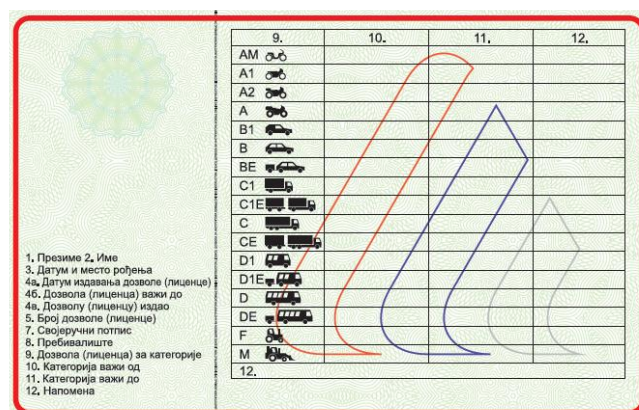 1. Презиме 2. Име
3. Датум и место рођења
4а. Датум издавања дозволе (лиценце)
4б. Дозвола (лиценца) важи до
4в. Дозволу (лиценцу) издао
5. Број дозволе (лиценце)
7. Својеручни потпис
8. Пребивалиште
9. Дозвола (лиценца) за категорије
10. Категорија важи од
11. Категорија важи до
12. Напомена
9. 10. 11. 12.
AM
A1
A2
A
B1
B
BE
C1
C1E
C
CE
D1
D1E
D
DE
F
M
12.